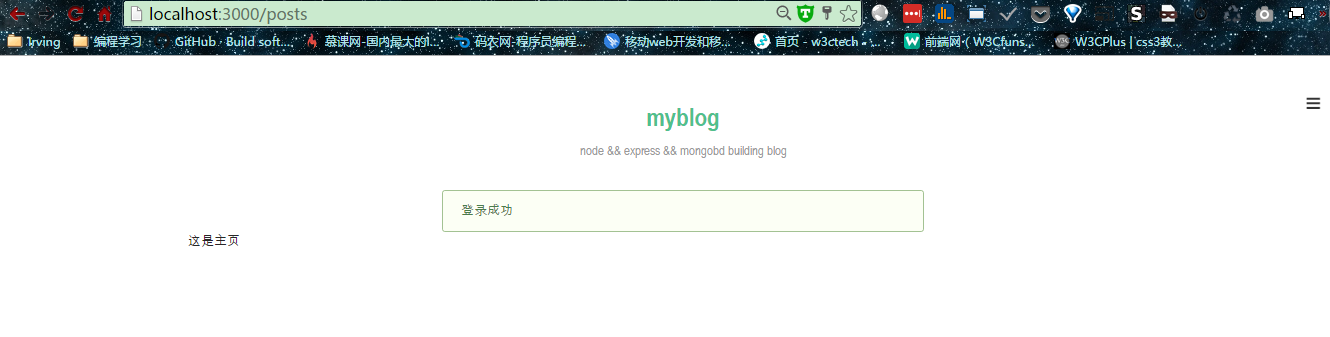 localhost:3000/posts
Irving 编程学习 GitHub · Build soft... 慕课网-国内最大的I... 码农网-程序员编程... 移动web开发和移... 首页 - w3ctech - ... 前端网（W3Cfuns... W3CPlus | css3教...
myblog
node && express && mongobd building blog
登录成功
这是主页